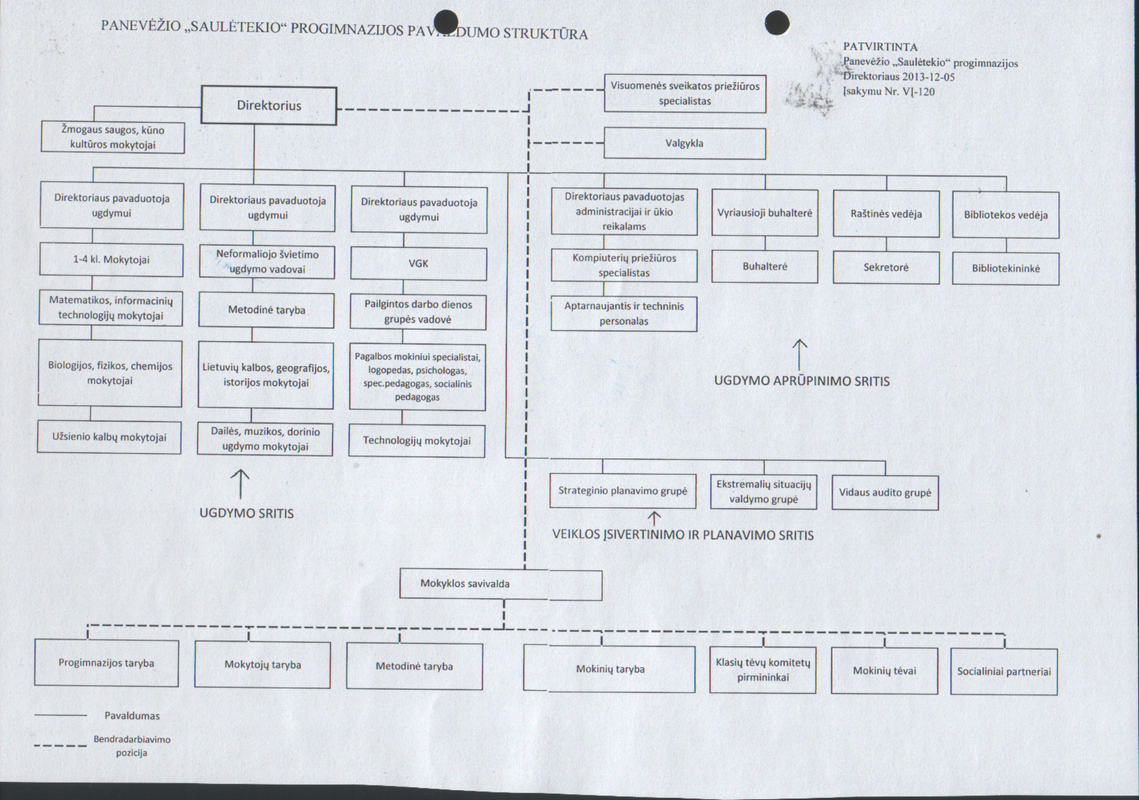 PANEVĖŽIO „SAULĖTEKIO“ PROGIMNAZIJOS PAVALDUMO STRUKTŪRA
PATVIRTINTA
Panevėžio „Saulėtekio“ progimnazijos
Direktoriaus 2013-12-05
Įsakymu Nr. VĮ-120
Direktorius
Visuomenės sveikatos priežiūros
specialistas
Žmogaus saugos, kūno
kultūros mokytojai
Valgykla
Direktoriaus pavaduotoja
ugdymui
Direktoriaus pavaduotoja
ugdymui
Direktoriaus pavaduotoja
ugdymui
Direktoriaus pavaduotojas
administracijai ir ūkio
reikalams
Vyriausioji buhalterė
Raštinės vedėja
Bibliotekos vedėja
1-4 kl. Mokytojai
Neformaliojo švietimo
ugdymo vadovai
VGK
Kompiuterių priežiūros
specialistas
Buhalterė
Sekretorė
Bibliotekininkė
Matematikos, informacinių
technologijų mokytojai
Metodinė taryba
Pailgintos darbo dienos
grupės vadovė
Aptarnaujantis ir techninis
personalas
Biologijos, fizikos, chemijos
mokytojai
Lietuvių kalbos, geografijos,
istorijos mokytojai
Pagalbos mokiniui specialistai,
logopedas, psichologas,
spec.pedagogas, socialinis
pedagogas
UGDYMO APRŪPINIMO SRITIS
Užsienio kalbų mokytojai
Dailės, muzikos, dorinio
ugdymo mokytojai
Technologijų mokytojai
UGDYMO SRITIS
Strateginio planavimo grupė
Ekstremalių situacijų
valdymo grupė
Vidaus audito grupė
VEIKLOS ĮSIVERTINIMO IR PLANAVIMO SRITIS
Mokyklos savivalda
Progimnazijos taryba
Mokytojų taryba
Metodinė taryba
Mokinių taryba
Klasių tėvų komitetų
pirmininkai
Mokinių tėvai
Socialiniai partneriai
Pavaldumas
Bendradarbiavimo
pozicija